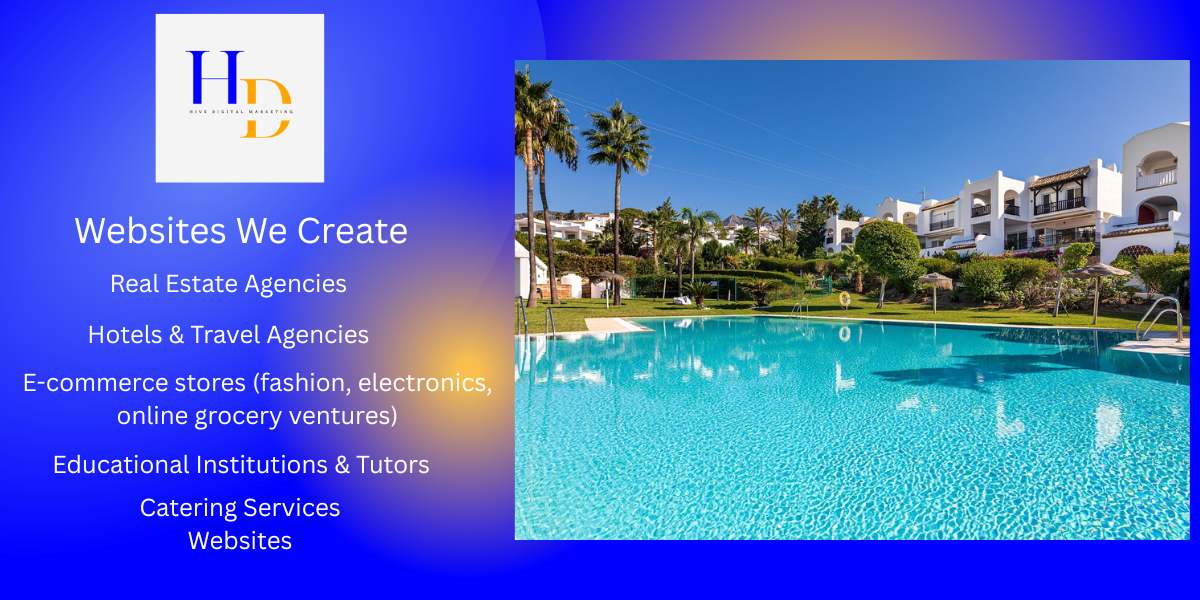 HD
HIVE DIGITAL MARKETING
Websites We Create
Real Estate Agencies
Hotels & Travel Agencies
E-commerce stores (fashion, electronics,
online grocery ventures)
Educational Institutions & Tutors
Catering Services
Websites